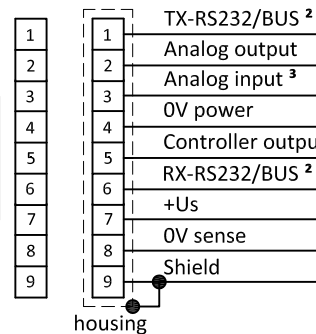 1 1 TX-RS232/BUS ²
2 2 Analog output
3 3 Analog input ³
4 4 0V power
5 5 Controller outpu
6 6 RX-RS232/BUS ²
7 7 +Us
8 8 0V sense
9 9 Shield
housing